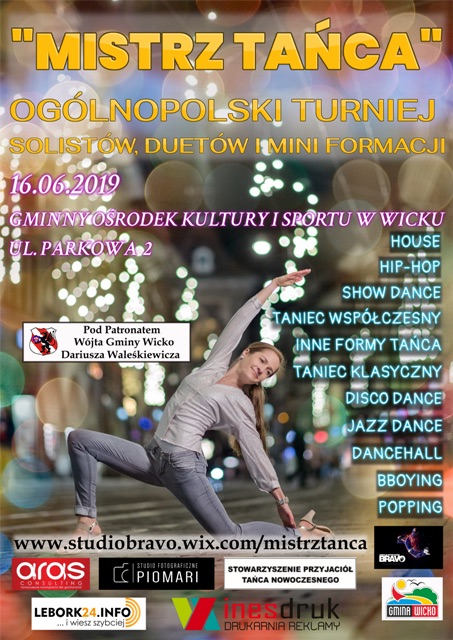 "MISTRZ TAŃCA"
OGÓLNOPOLSKI TURNIEJ
SOLISTÓW, DUETÓW I MINI FORMACJI
16.06.2019
GMINNY OŚRODEK KULTURY I SPORTU W WICKU
UL. PARKOWA 2
HOUSE
HIP-HOP
SHOW DANCE
TANIEC WSPÓŁCZESNY
INNE FORMY TAŃCA
TANIEC KLASYCZNY
DISCO DANCE
JAZZ DANCE
DANCEHALL
BBOYING
POPPING
Pod Patronatem
Wójta Gminy Wicko
Dariusza Waleśkiewicza
www.studiobravo.wix.com/mistrztanca
BRAVO
aras
CONSULTING
STUDIO FOTOGRAFICZNE
PIOMARI
STOWARZYSZENIE PRZYJACIÓŁ
TAŃCA NOWOCZESNEGO
GMINA WICKO
LEBORK24.INFO
... i wiesz szybciej
inesdruk
DRUKARNIA REKLAMY